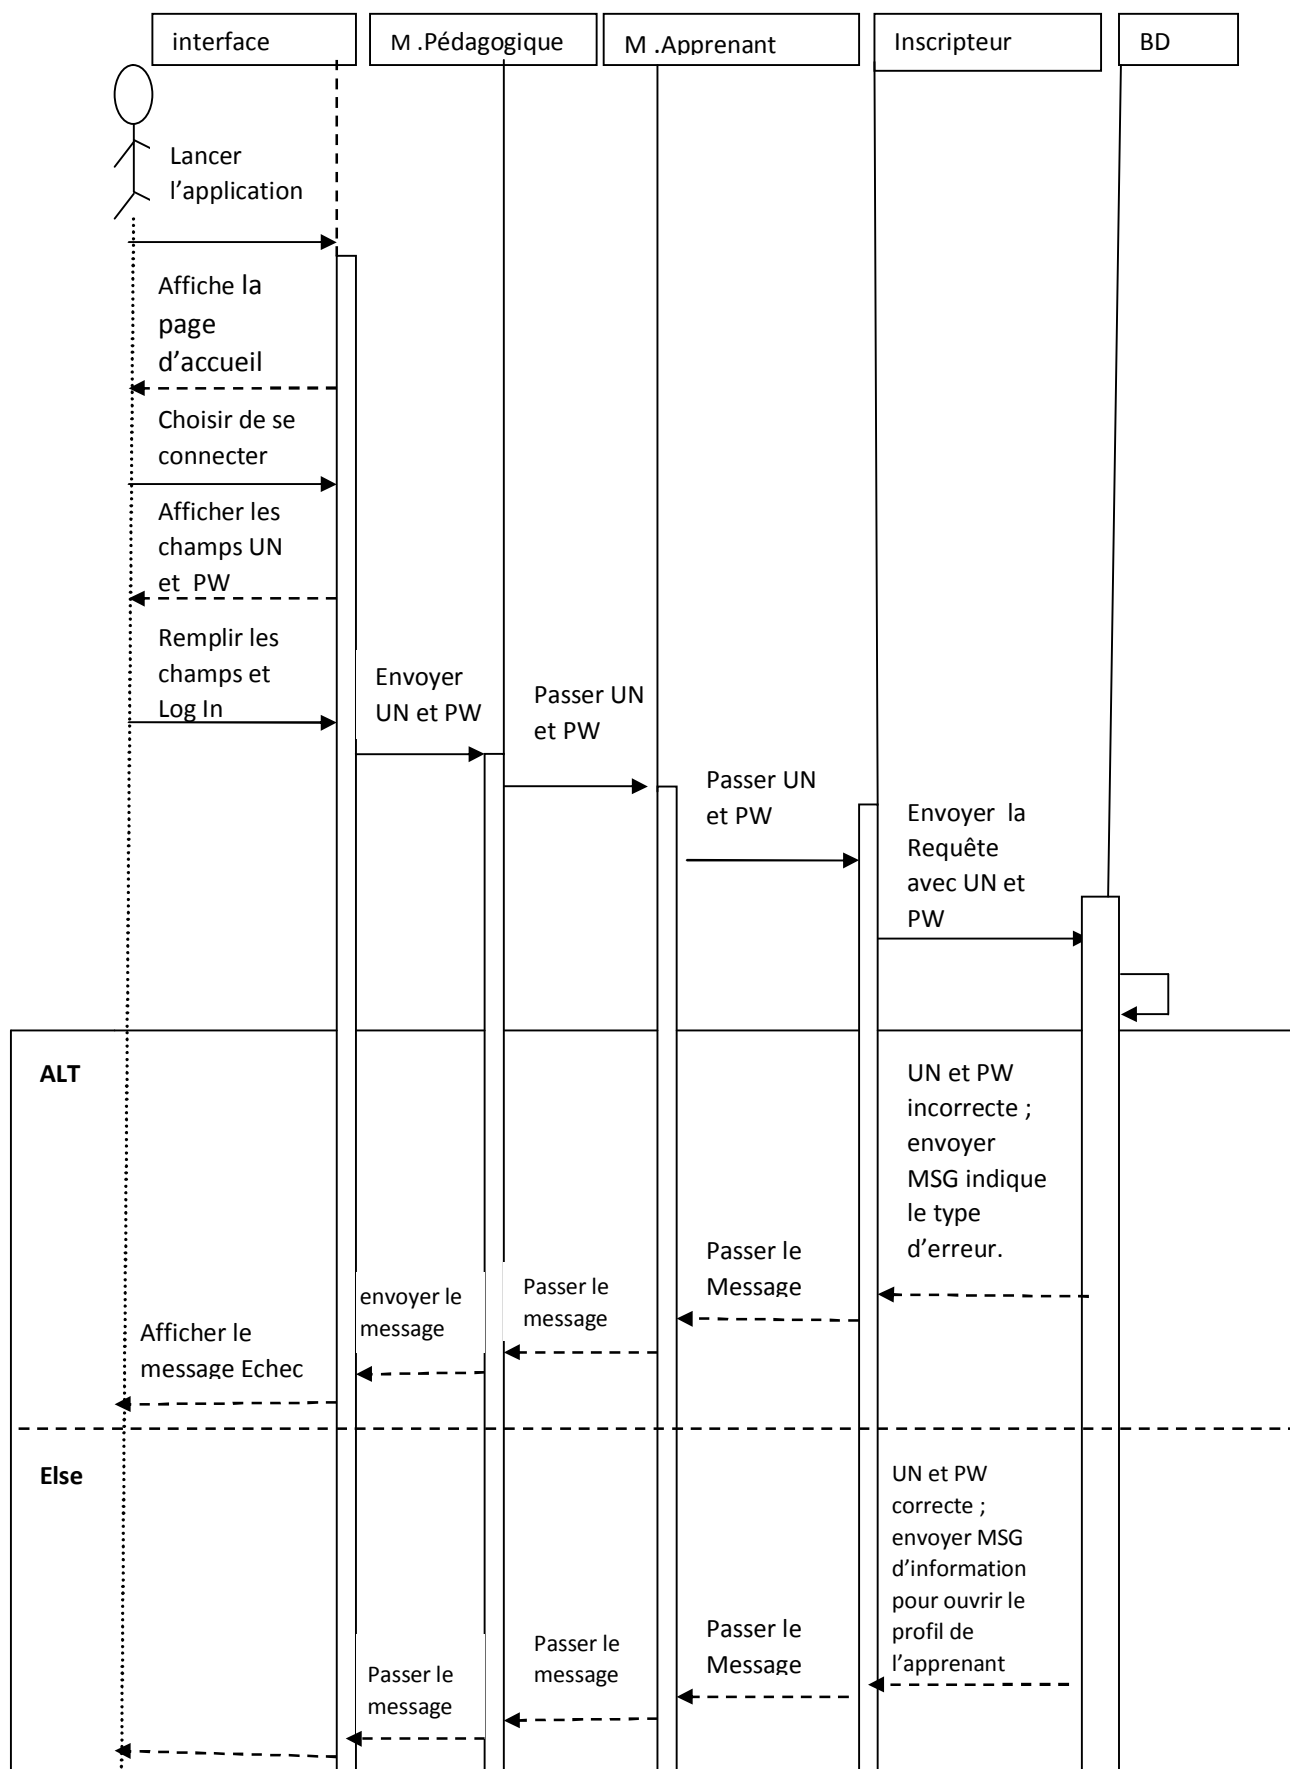 interface
M .Pédagogique
M .Apprenant
Inscripteur
BD
Lancer
l’application
Affiche la
page
d’accueil
Choisir de se
connecter
Afficher les
champs UN
et PW
Remplir les
champs et
Log In
Envoyer
UN et PW
Passer UN
et PW
Passer UN
et PW
Envoyer la
Requête
avec UN et
PW
ALT
UN et PW
incorrecte ;
envoyer
MSG indique
le type
d’erreur.
Passer le
Message
Passer le
message
envoyer le
message
Afficher le
message Echec
Else
UN et PW
correcte ;
envoyer MSG
d’information
pour ouvrir le
profil de
l’apprenant
Passer le
Message
Passer le
message
Passer le
message